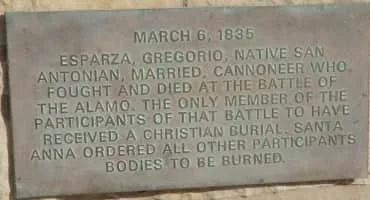 MARCH 6, 1835
ESPARZA, GREGORIO, NATIVE SAN
ANTONIAN, MARRIED, CANNONEER WHO
FOUGHT AND DIED AT THE BATTLE OF
THE ALAMO. THE ONLY MEMBER OF THE
PARTICIPANTS OF THAT BATTLE TO HAVE
RECEIVED A CHRISTIAN BURIAL. SANTA
ANNA ORDERED ALL OTHER PARTICIPANTS
BODIES TO BE BURNED.